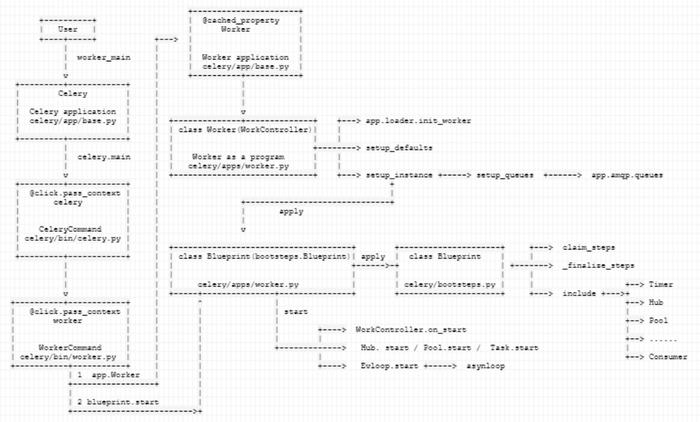 User
worker_main
Celery
Celery application
celery/app/base.py
celery.main
@click.pass_context
celery
CeleryCommand
celery/bin/celery.py
@click.pass_context
worker
WorkerCommand
celery/bin/worker.py
1 app.Worker
2 blueprint.start
@cached_property
Worker
Worker application
celery/app/base.py
class Worker(WorkController)
Worker as a program
celery/apps/worker.py
app.loader.init_worker
setup_defaults
setup_instance
setup_queues
app.amqp.queues
apply
class Blueprint(bootsteps.Blueprint)
celery/apps/worker.py
apply
class Blueprint
celery/bootsteps.py
claim_steps
_finalize_steps
include
Timer
Hub
Pool
......
Consumer
start
WorkController.on_start
Hub. start / Pool.start / Task.start
Evloop.start
asynloop